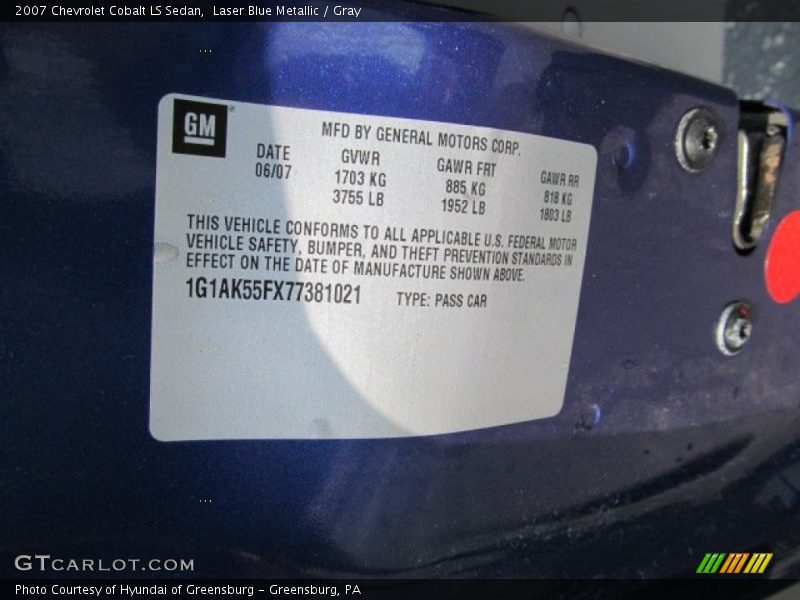 2007 Chevrolet Cobalt LS Sedan, Laser Blue Metallic / Gray
GM
MFD BY GENERAL MOTORS CORP.
DATE GVWR GAWR FRT GAWR RR
06/07 1703 KG 885 KG 818 KG
3755 LB 1952 LB 1803 LB
THIS VEHICLE CONFORMS TO ALL APPLICABLE U.S. FEDERAL MOTOR
VEHICLE SAFETY, BUMPER, AND THEFT PREVENTION STANDARDS IN
EFFECT ON THE DATE OF MANUFACTURE SHOWN ABOVE.
1G1AK55FX77381021 TYPE: PASS CAR
GTCARLOT.COM
Photo Courtesy of Hyundai of Greensburg - Greensburg, PA